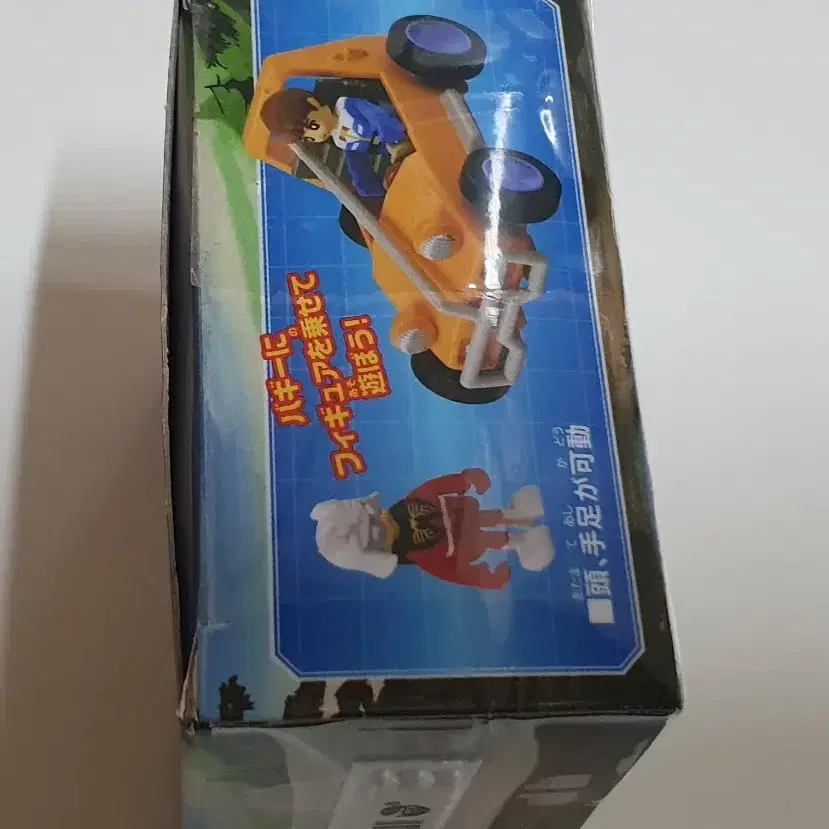 バギーに
フィギュアを乗せて
遊ぼう！
■頭、手足が可動